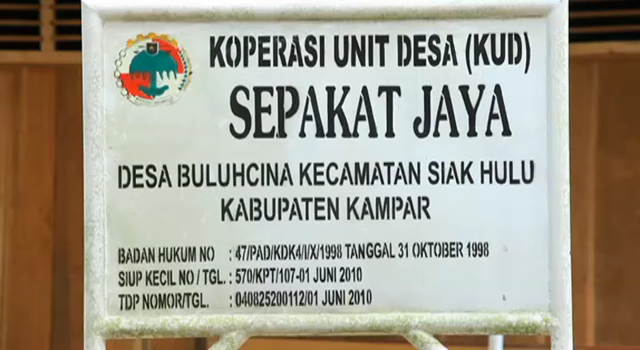 KOPERASI UNIT DESA (KUD)
SEPAKAT JAYA
DESA BULUHCINA KECAMATAN SIAK HULU
KABUPATEN KAMPAR
BADAN HUKUM NO : 47/PAD/KDK4/I/X/1998 TANGGAL 31 OKTOBER 1998
SIUP KECIL NO / TGL. : 570/KPT/107-01 JUNI 2010
TDP NOMOR/TGL. : 040825200112/01 JUNI 2010